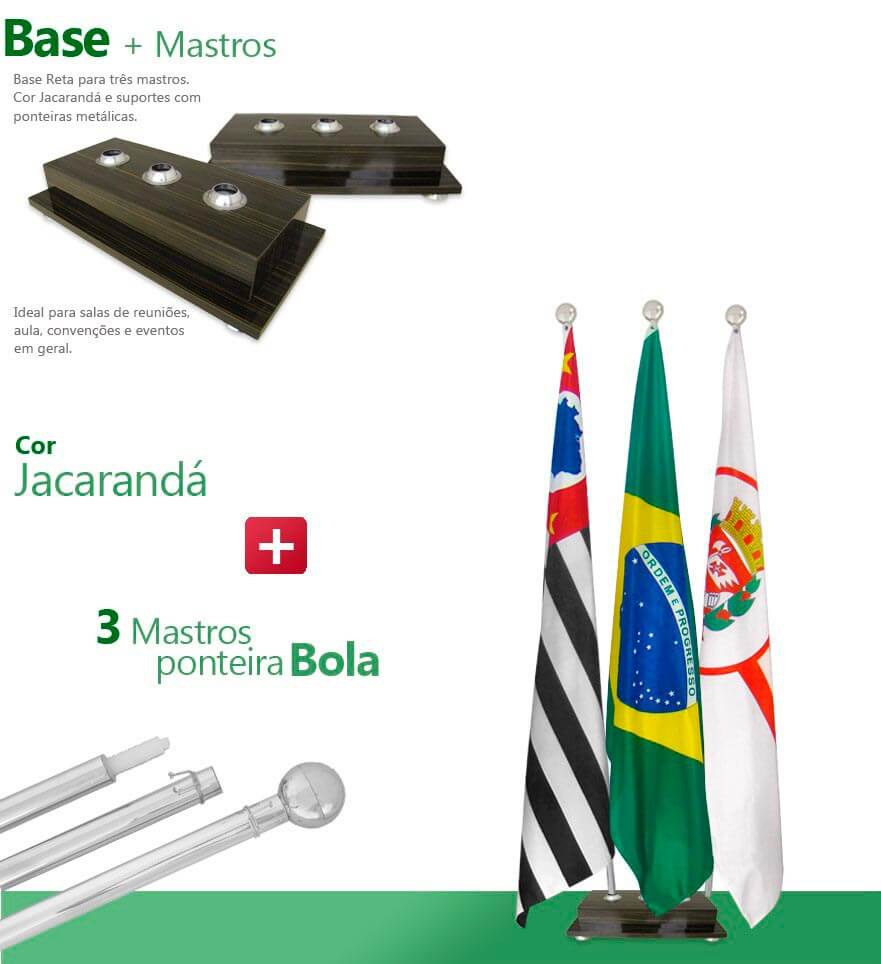 Base + Mastros
Base Reta para três mastros.
Cor Jacarandá e suportes com
ponteiras metálicas.
Ideal para salas de reuniões,
aula, convenções e eventos
em geral.
Cor
Jacarandá
3 Mastros
ponteira Bola
ORDEM E PROGRESSO